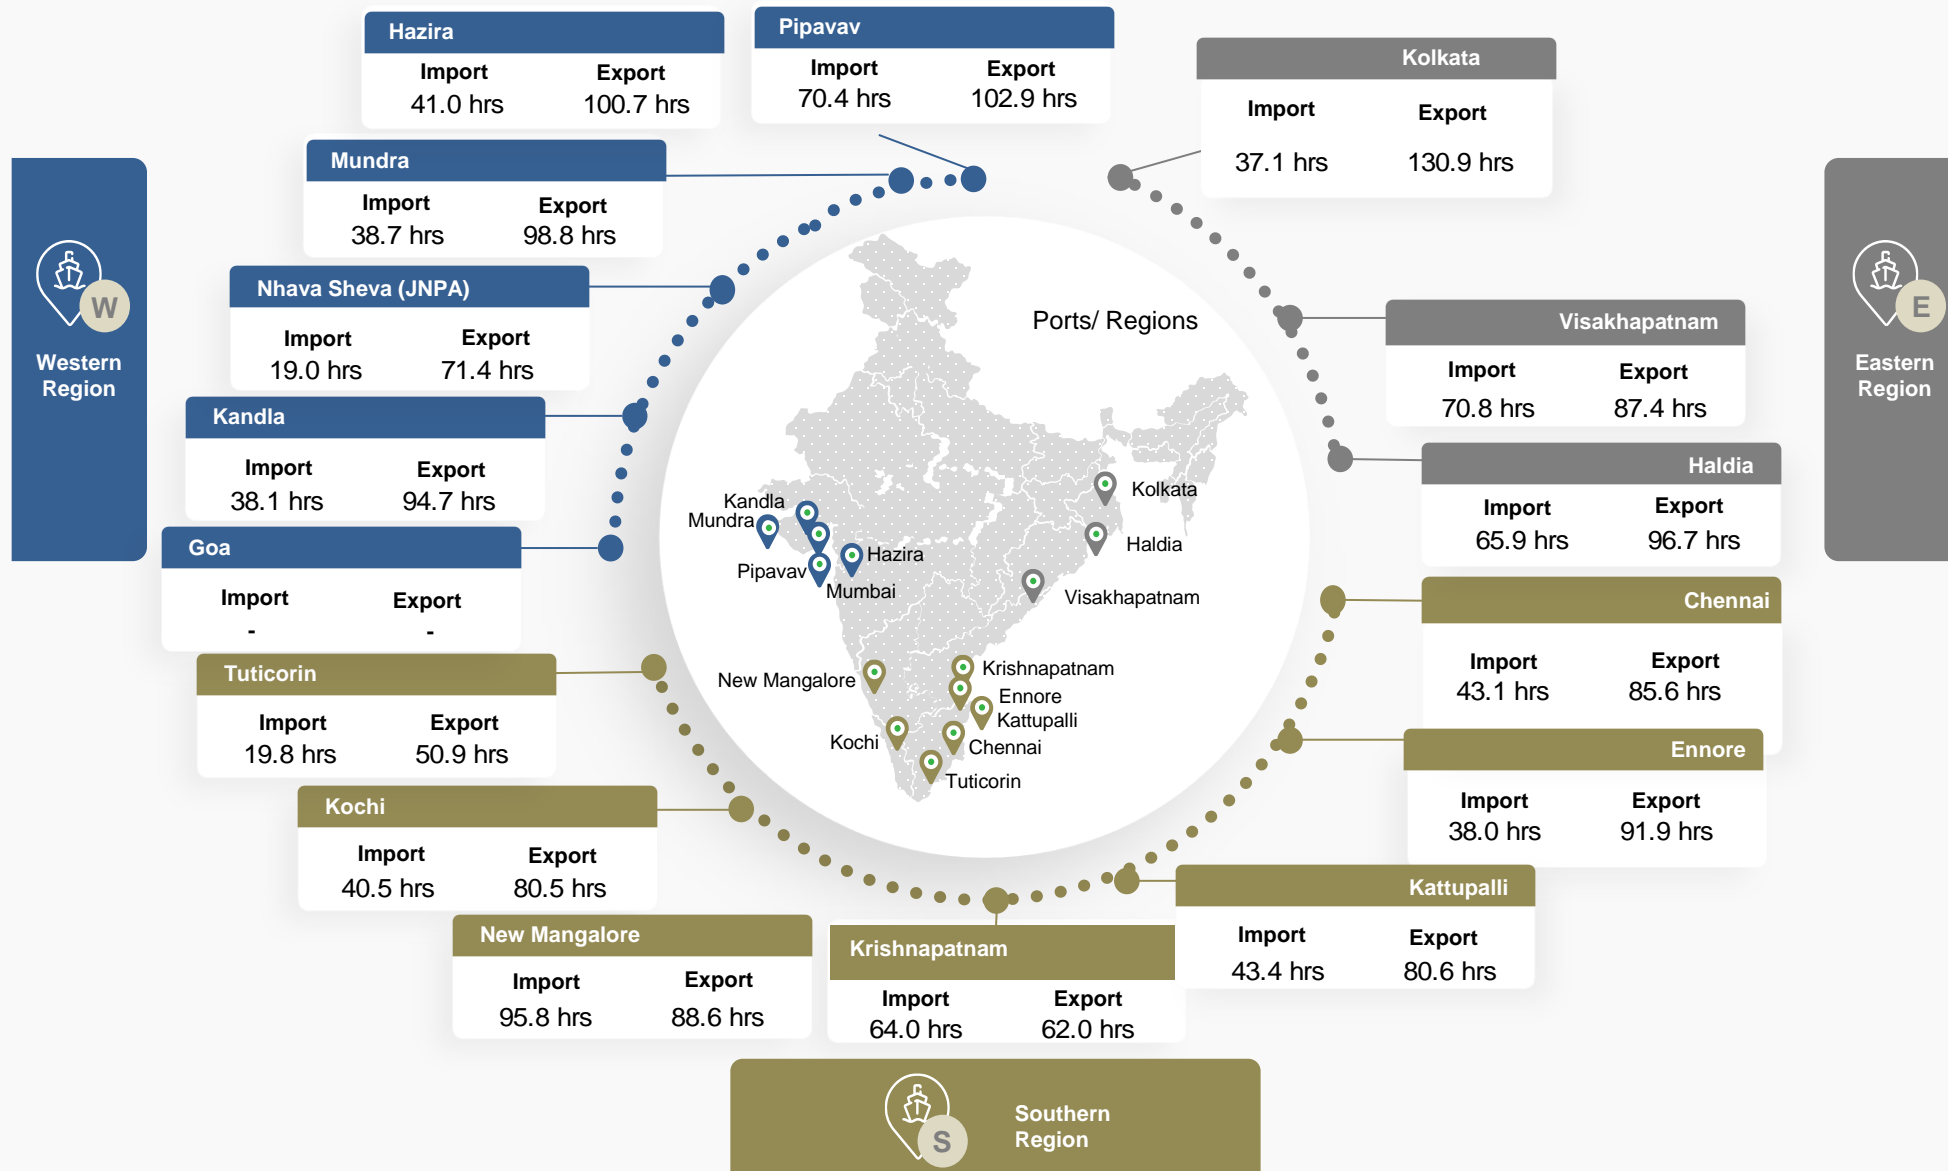 Hazira
Import Export
41.0 hrs 100.7 hrs
Pipavav
Import Export
70.4 hrs 102.9 hrs
Kolkata
Import Export
37.1 hrs 130.9 hrs
Mundra
Import Export
38.7 hrs 98.8 hrs
W
Western
Region
E
Eastern
Region
Nhava Sheva (JNPA)
Import Export
19.0 hrs 71.4 hrs
Visakhapatnam
Import Export
70.8 hrs 87.4 hrs
Kandla
Import Export
38.1 hrs 94.7 hrs
Haldia
Import Export
65.9 hrs 96.7 hrs
Goa
Import Export
- -
Ports/ Regions
Kandla
Mundra
Hazira
Pipavav
Mumbai
Kolkata
Haldia
Visakhapatnam
New Mangalore
Krishnapatnam
Ennore
Kattupalli
Kochi
Chennai
Tuticorin
Chennai
Import Export
43.1 hrs 85.6 hrs
Tuticorin
Import Export
19.8 hrs 50.9 hrs
Ennore
Import Export
38.0 hrs 91.9 hrs
Kochi
Import Export
40.5 hrs 80.5 hrs
Kattupalli
Import Export
43.4 hrs 80.6 hrs
New Mangalore
Import Export
95.8 hrs 88.6 hrs
Krishnapatnam
Import Export
64.0 hrs 62.0 hrs
S
Southern
Region